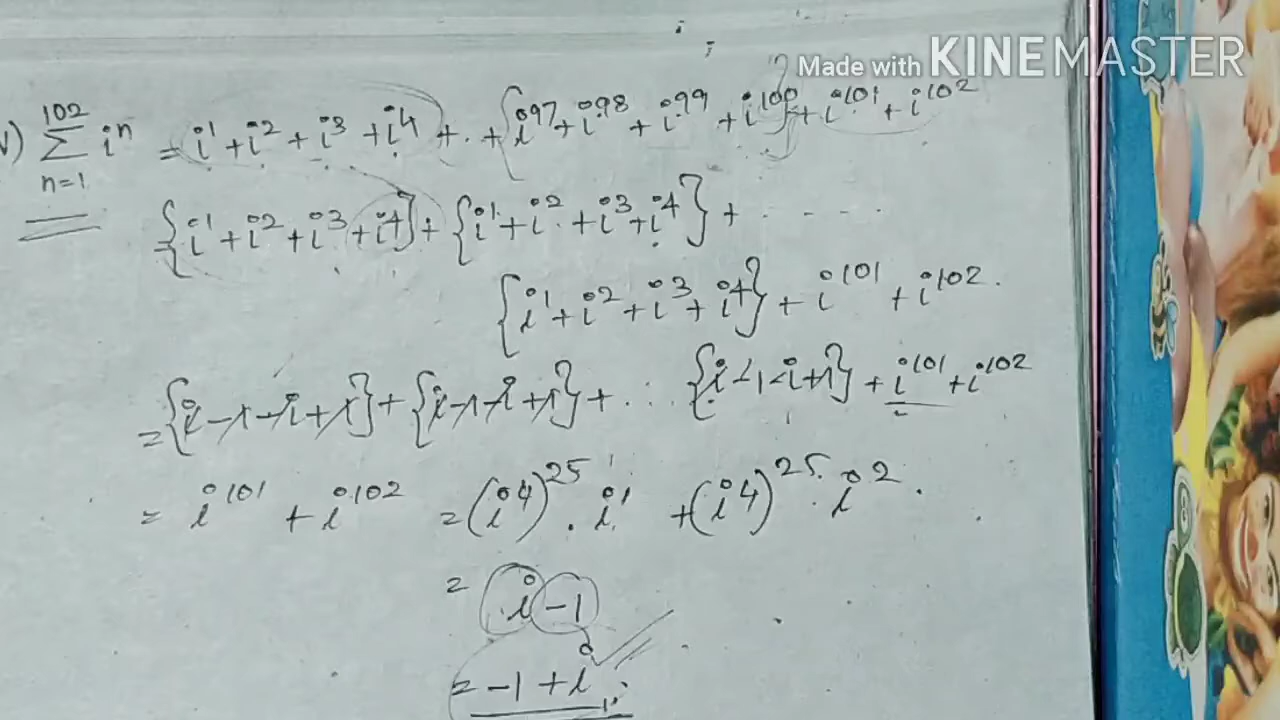 Made with KINEMASTER
v) 102 ∑ n=1 i^n = i^1 + i^2 + i^3 + i^4 + . . + {i^97 + i^98 + i^99 + i^100} + i^101 + i^102
{i^1 + i^2 + i^3 + i^4} + {i^1 + i^2 + i^3 + i^4} + . - - - .
{i^1 + i^2 + i^3 + i^4} + i^101 + i^102.
= {i - 1 - i + 1} + {i - 1 - i + 1} + . . . {i - 1 - i + 1} + i^101 + i^102
= i^101 + i^102 = (i^4)^25 . i^1 + (i^4)^25 . i^2.
= i - 1
= -1 + i